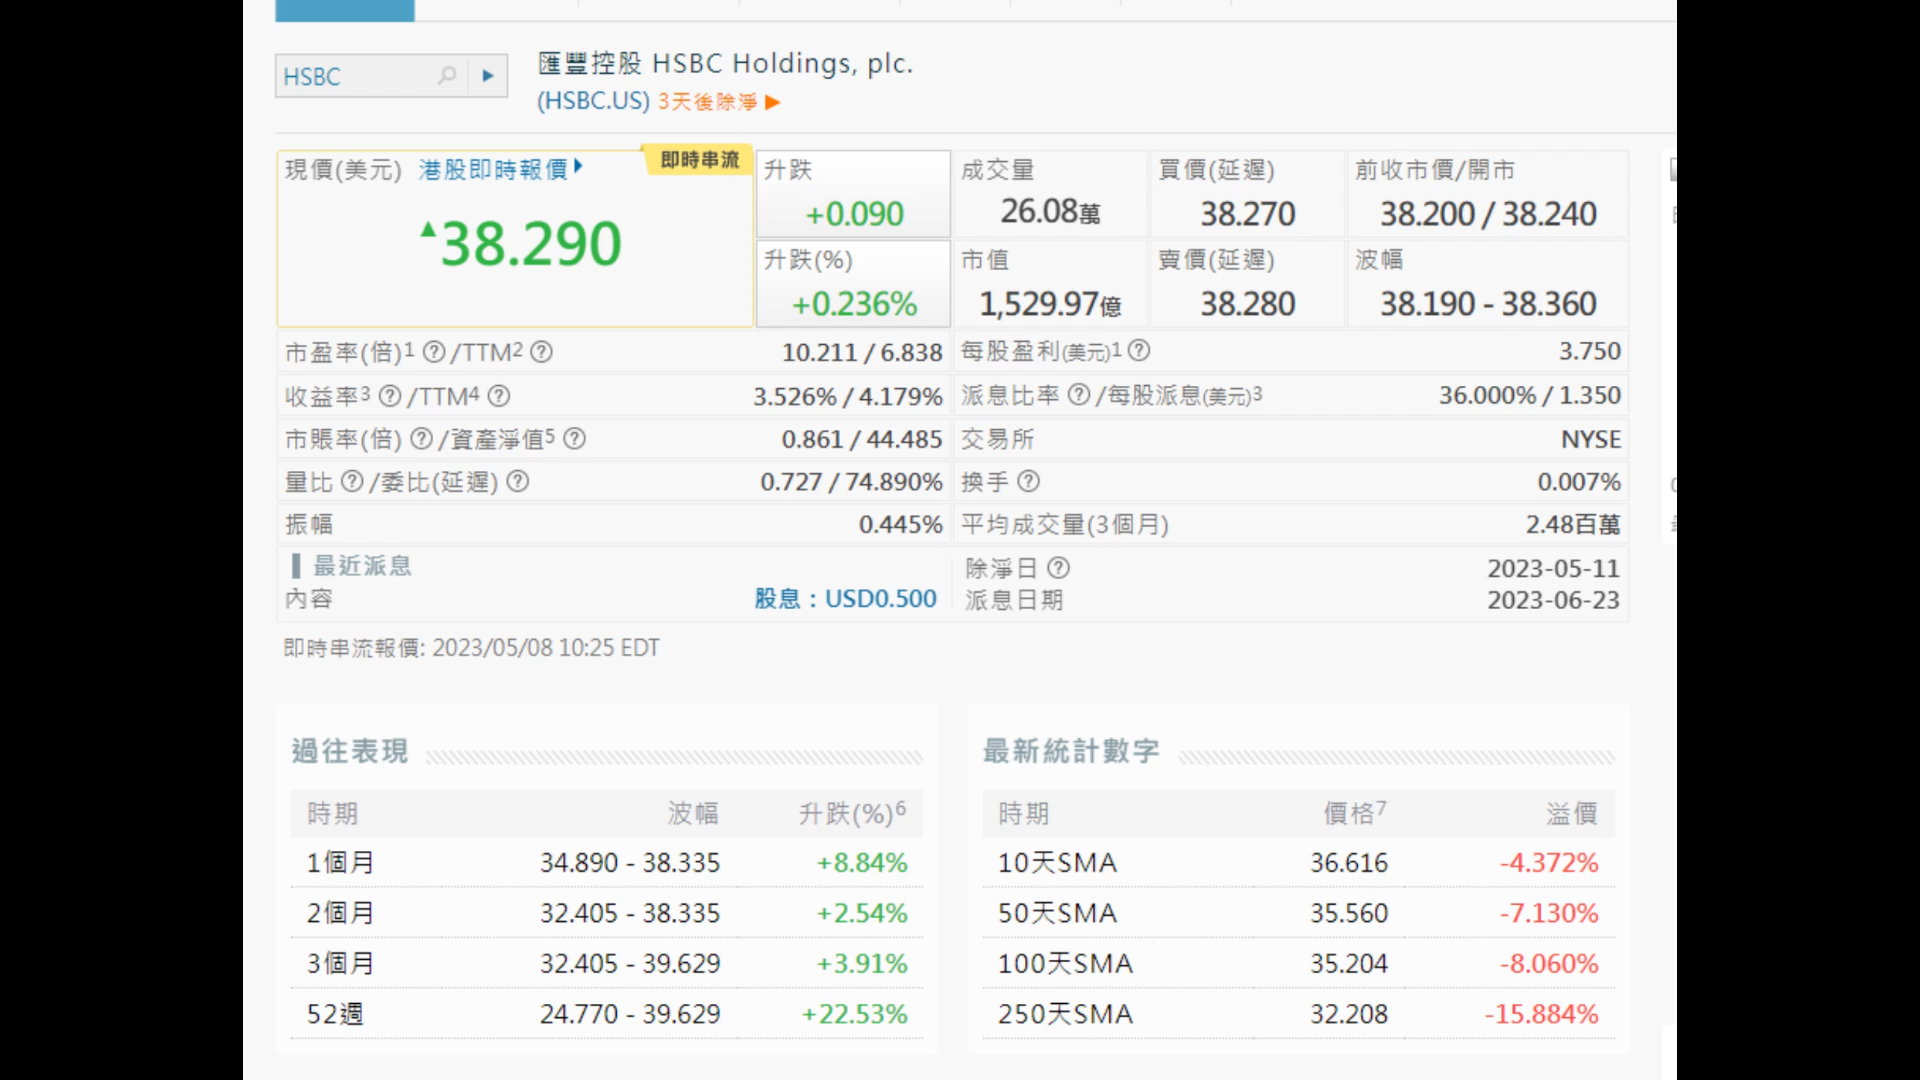 HSBC
匯豐控股 HSBC Holdings, plc.
(HSBC.US) 3天後除淨
現價(美元) 港股即時報價
即時串流
38.290
升跌
+0.090
成交量
26.08萬
買價(延遲)
38.270
前收市價/開市
38.200 / 38.240
升跌(%)
+0.236%
市值
1,529.97億
賣價(延遲)
38.280
波幅
38.190 - 38.360
市盈率(倍)1 ? /TTM2 ? 10.211 / 6.838
每股盈利(美元)1 ? 3.750
收益率3 ? /TTM4 ? 3.526% / 4.179%
派息比率 ? /每股派息(美元)3 36.000% / 1.350
市賬率(倍) ? /資產淨值5 ? 0.861 / 44.485
交易所 NYSE
量比 ? /委比(延遲) ? 0.727 / 74.890%
換手 ? 0.007%
振幅 0.445%
平均成交量(3個月) 2.48百萬
最近派息
內容 股息：USD0.500
除淨日 ? 2023-05-11
派息日期 2023-06-23
即時串流報價: 2023/05/08 10:25 EDT
過往表現
時期 波幅 升跌(%)6
1個月 34.890 - 38.335 +8.84%
2個月 32.405 - 38.335 +2.54%
3個月 32.405 - 39.629 +3.91%
52週 24.770 - 39.629 +22.53%
最新統計數字
時期 價格7 溢價
10天SMA 36.616 -4.372%
50天SMA 35.560 -7.130%
100天SMA 35.204 -8.060%
250天SMA 32.208 -15.884%